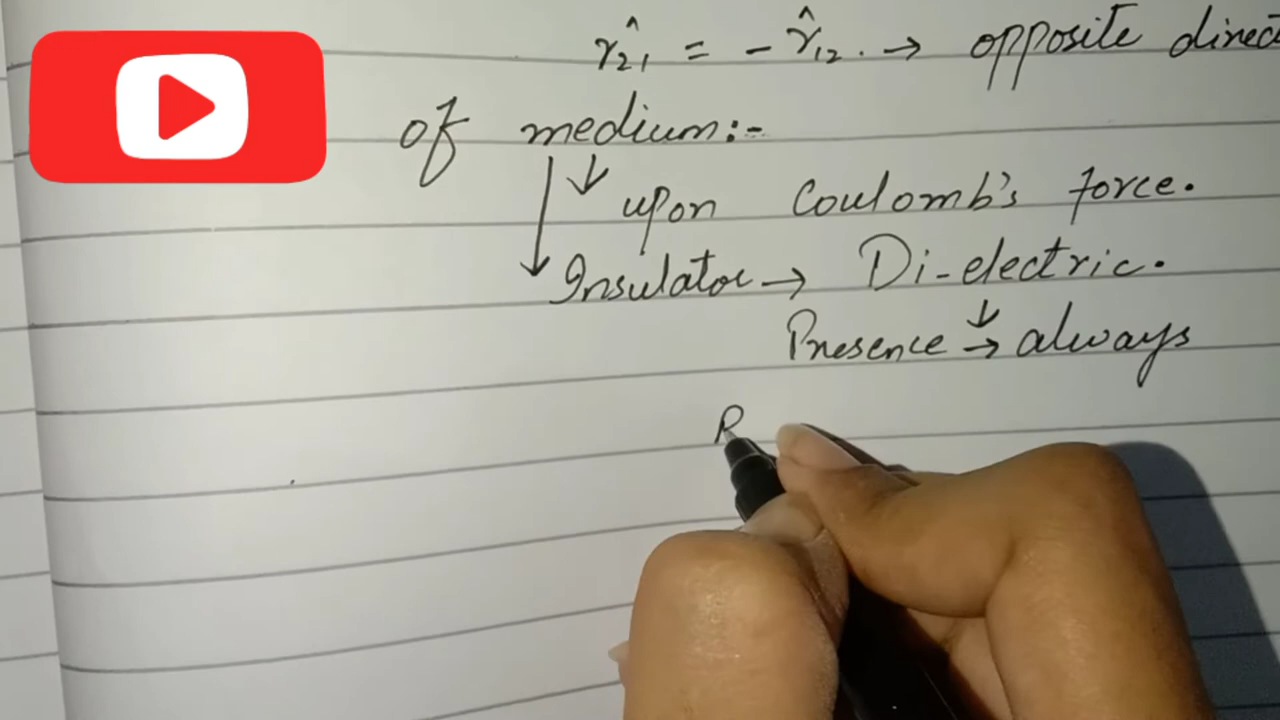 r̂₂₁ = - r̂₁₂. → opposite direc
of medium:-
↓ upon Coulomb's force.
↓ Insulator → Di-electric.
↓
Presence → always
R